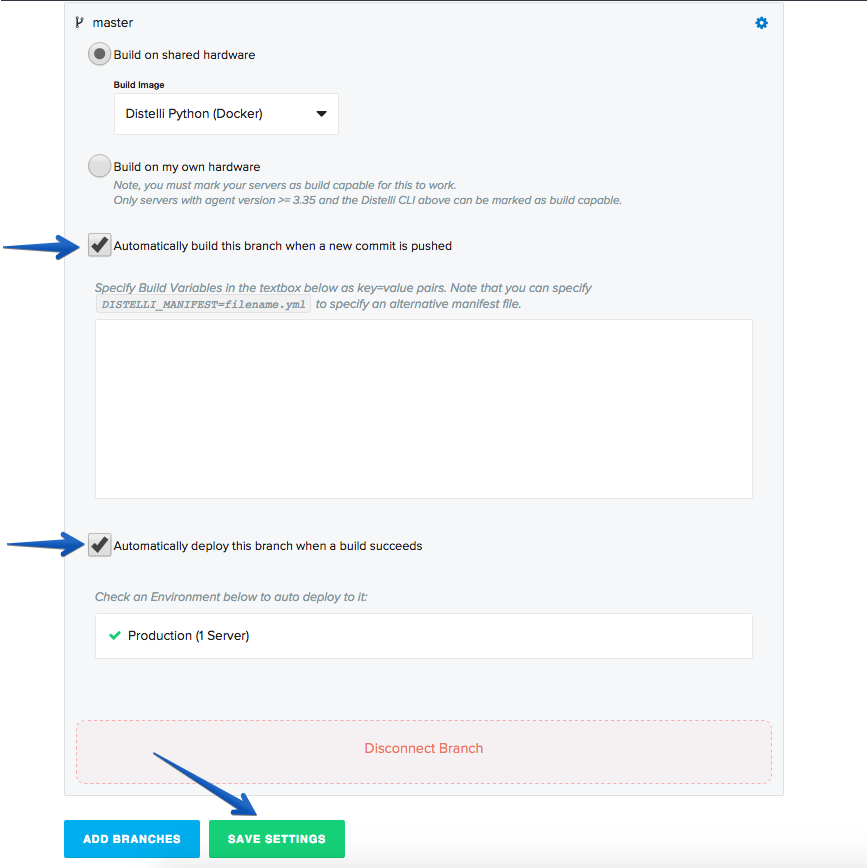 master
Build on shared hardware
Build Image
Distelli Python (Docker)
Build on my own hardware
Note, you must mark your servers as build capable for this to work.
Only servers with agent version >= 3.35 and the Distelli CLI above can be marked as build capable.
Automatically build this branch when a new commit is pushed
Specify Build Variables in the textbox below as key=value pairs. Note that you can specify
DISTELLI_MANIFEST=filename.yml to specify an alternative manifest file.
Automatically deploy this branch when a build succeeds
Check an Environment below to auto deploy to it:
Production (1 Server)
Disconnect Branch
ADD BRANCHES SAVE SETTINGS